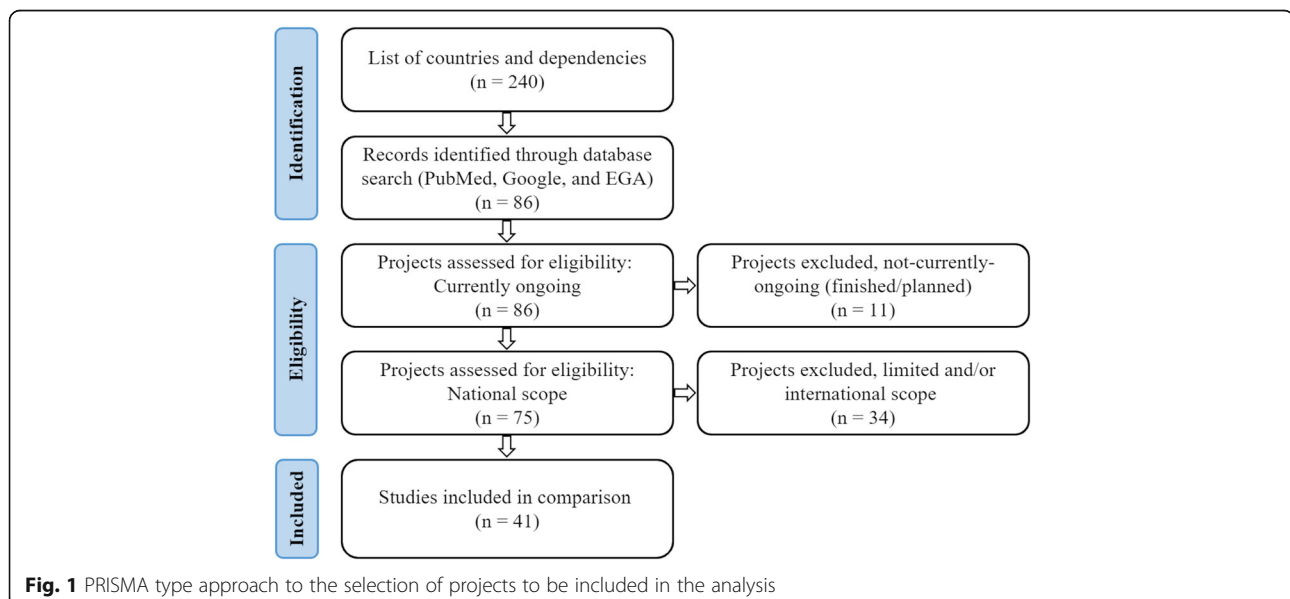 Identification
List of countries and dependencies
(n = 240)
Records identified through database
search (PubMed, Google, and EGA)
(n = 86)
Eligibility
Projects assessed for eligibility:
Currently ongoing
(n = 86)
Projects excluded, not-currently-
ongoing (finished/planned)
(n = 11)
Projects assessed for eligibility:
National scope
(n = 75)
Projects excluded, limited and/or
international scope
(n = 34)
Included
Studies included in comparison
(n = 41)
Fig. 1 PRISMA type approach to the selection of projects to be included in the analysis